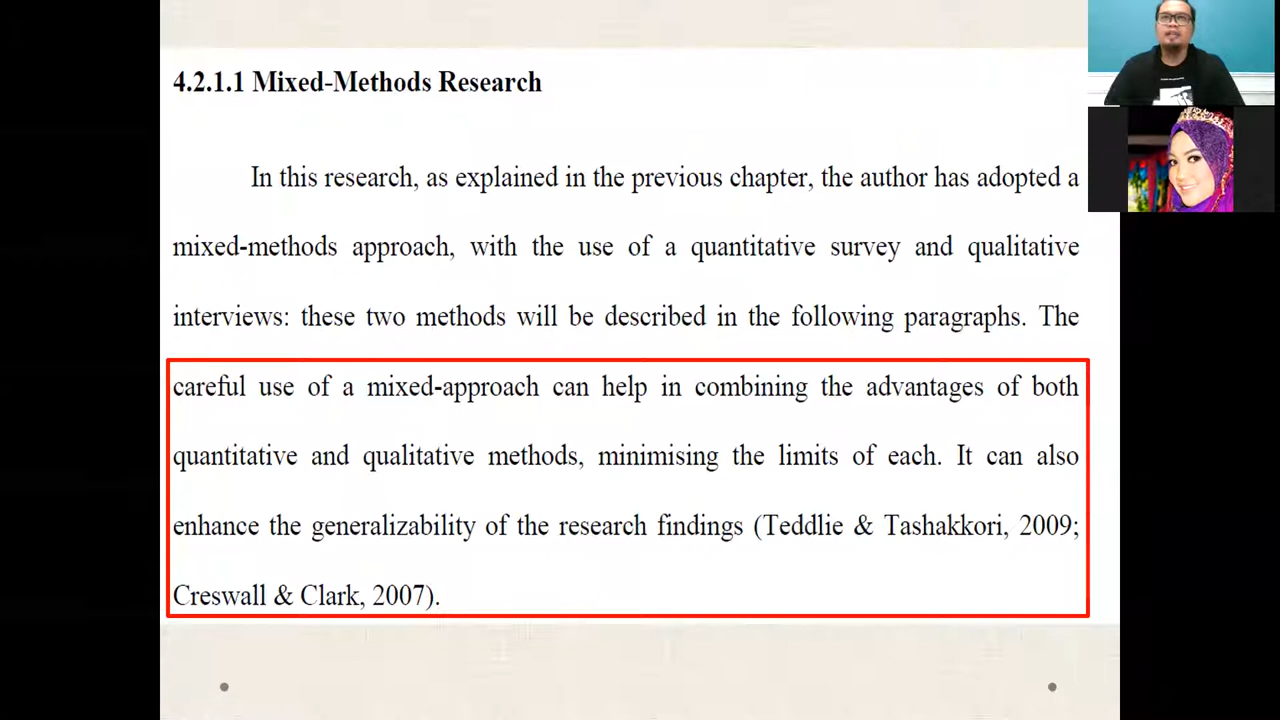 4.2.1.1 Mixed-Methods Research
In this research, as explained in the previous chapter, the author has adopted a
mixed-methods approach, with the use of a quantitative survey and qualitative
interviews: these two methods will be described in the following paragraphs. The
careful use of a mixed-approach can help in combining the advantages of both
quantitative and qualitative methods, minimising the limits of each. It can also
enhance the generalizability of the research findings (Teddlie & Tashakkori, 2009;
Creswall & Clark, 2007).